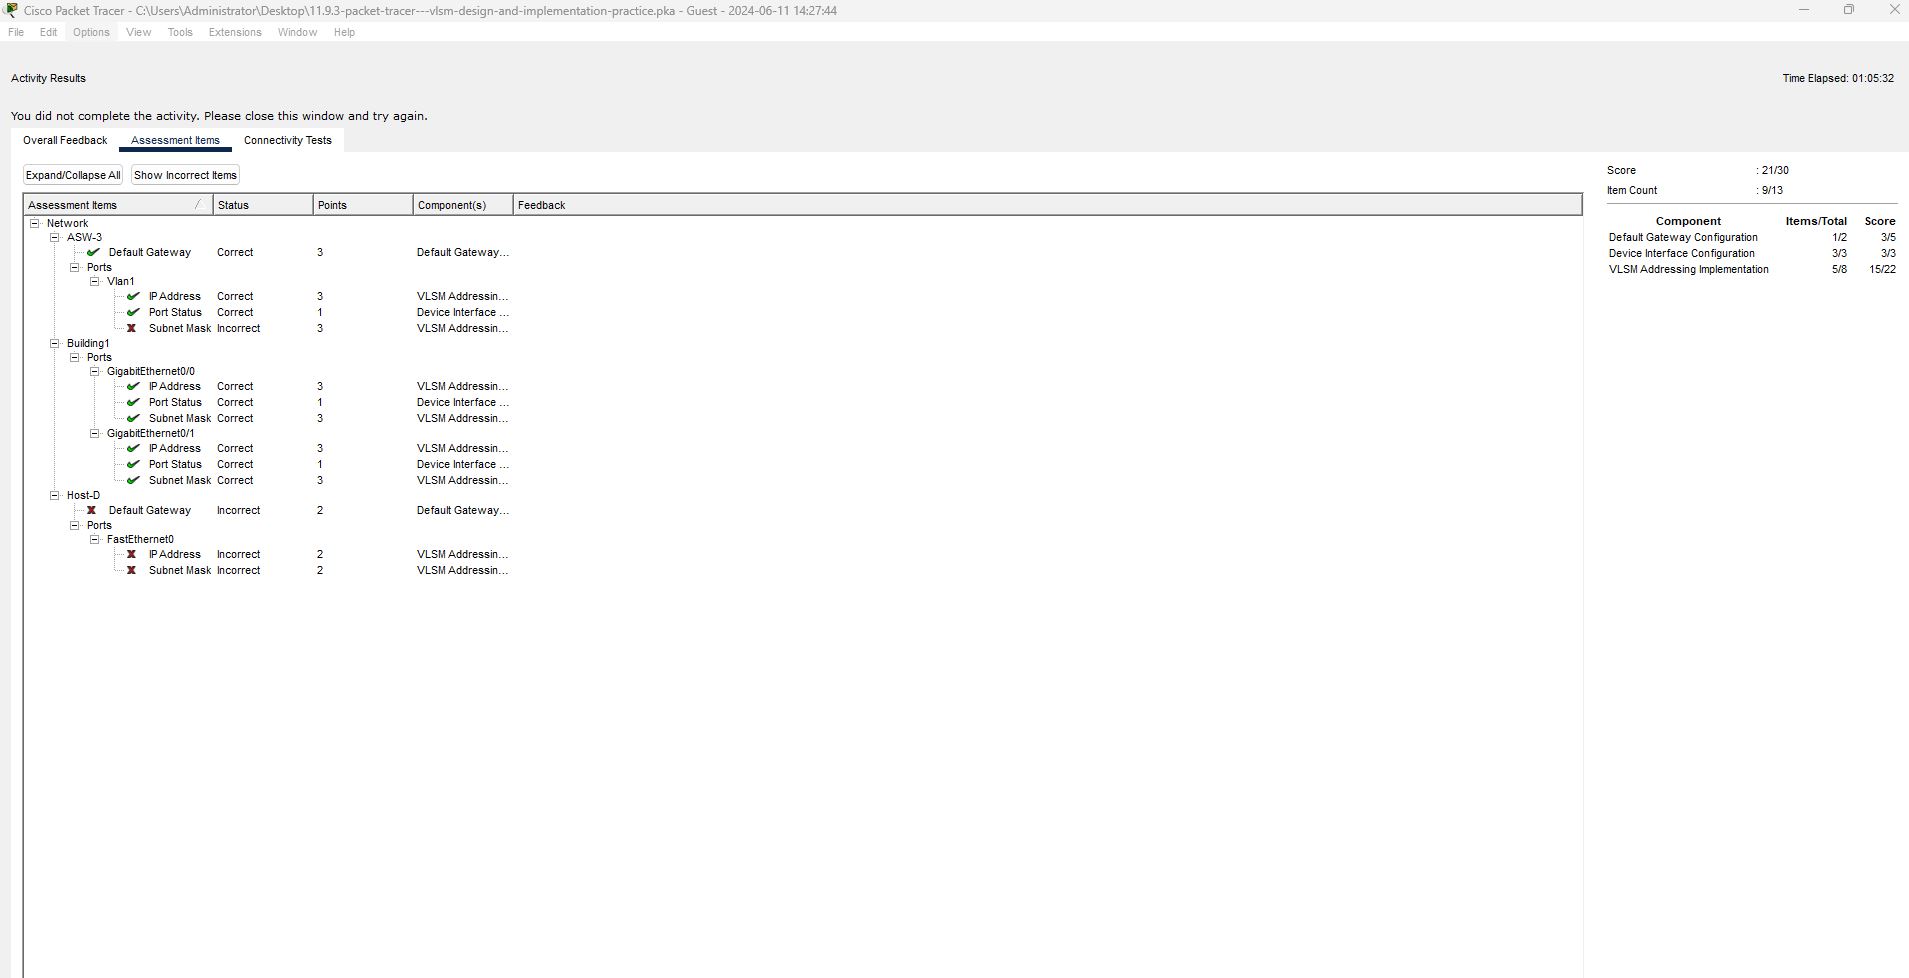 Cisco Packet Tracer - C:\Users\Administrator\Desktop\11.9.3-packet-tracer---vlsm-design-and-implementation-practice.pka - Guest - 2024-06-11 14:27:44
File Edit Options View Tools Extensions Window Help
Activity Results Time Elapsed: 01:05:32
You did not complete the activity. Please close this window and try again.
Overall Feedback Assessment Items Connectivity Tests
Expand/Collapse All Show Incorrect Items
Assessment Items Status Points Component(s) Feedback
Network
ASW-3
Default Gateway Correct 3 Default Gateway...
Ports
Vlan1
IP Address Correct 3 VLSM Addressin...
Port Status Correct 1 Device Interface ...
Subnet Mask Incorrect 3 VLSM Addressin...
Building1
Ports
GigabitEthernet0/0
IP Address Correct 3 VLSM Addressin...
Port Status Correct 1 Device Interface ...
Subnet Mask Correct 3 VLSM Addressin...
GigabitEthernet0/1
IP Address Correct 3 VLSM Addressin...
Port Status Correct 1 Device Interface ...
Subnet Mask Correct 3 VLSM Addressin...
Host-D
Default Gateway Incorrect 2 Default Gateway...
Ports
FastEthernet0
IP Address Incorrect 2 VLSM Addressin...
Subnet Mask Incorrect 2 VLSM Addressin...
Score : 21/30
Item Count : 9/13
Component Items/Total Score
Default Gateway Configuration 1/2 3/5
Device Interface Configuration 3/3 3/3
VLSM Addressing Implementation 5/8 15/22